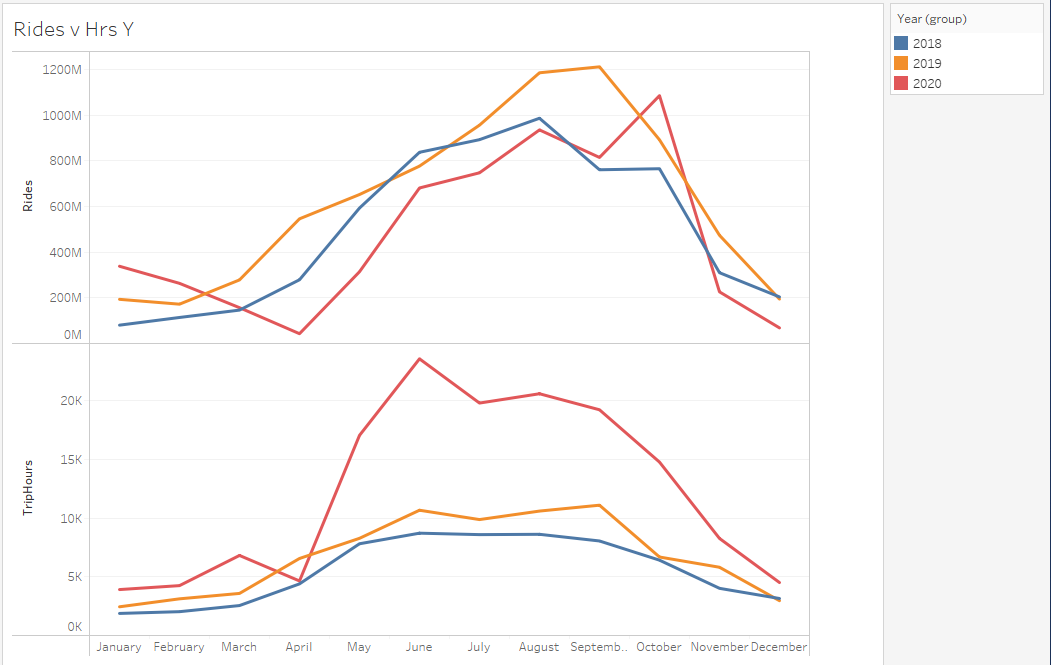 Rides v Hrs Y
Year (group)
2018
2019
2020
1200M
1000M
800M
600M
400M
200M
0M
Rides
20K
15K
10K
5K
0K
TripHours
January February March April May June July August Septemb.. October November December